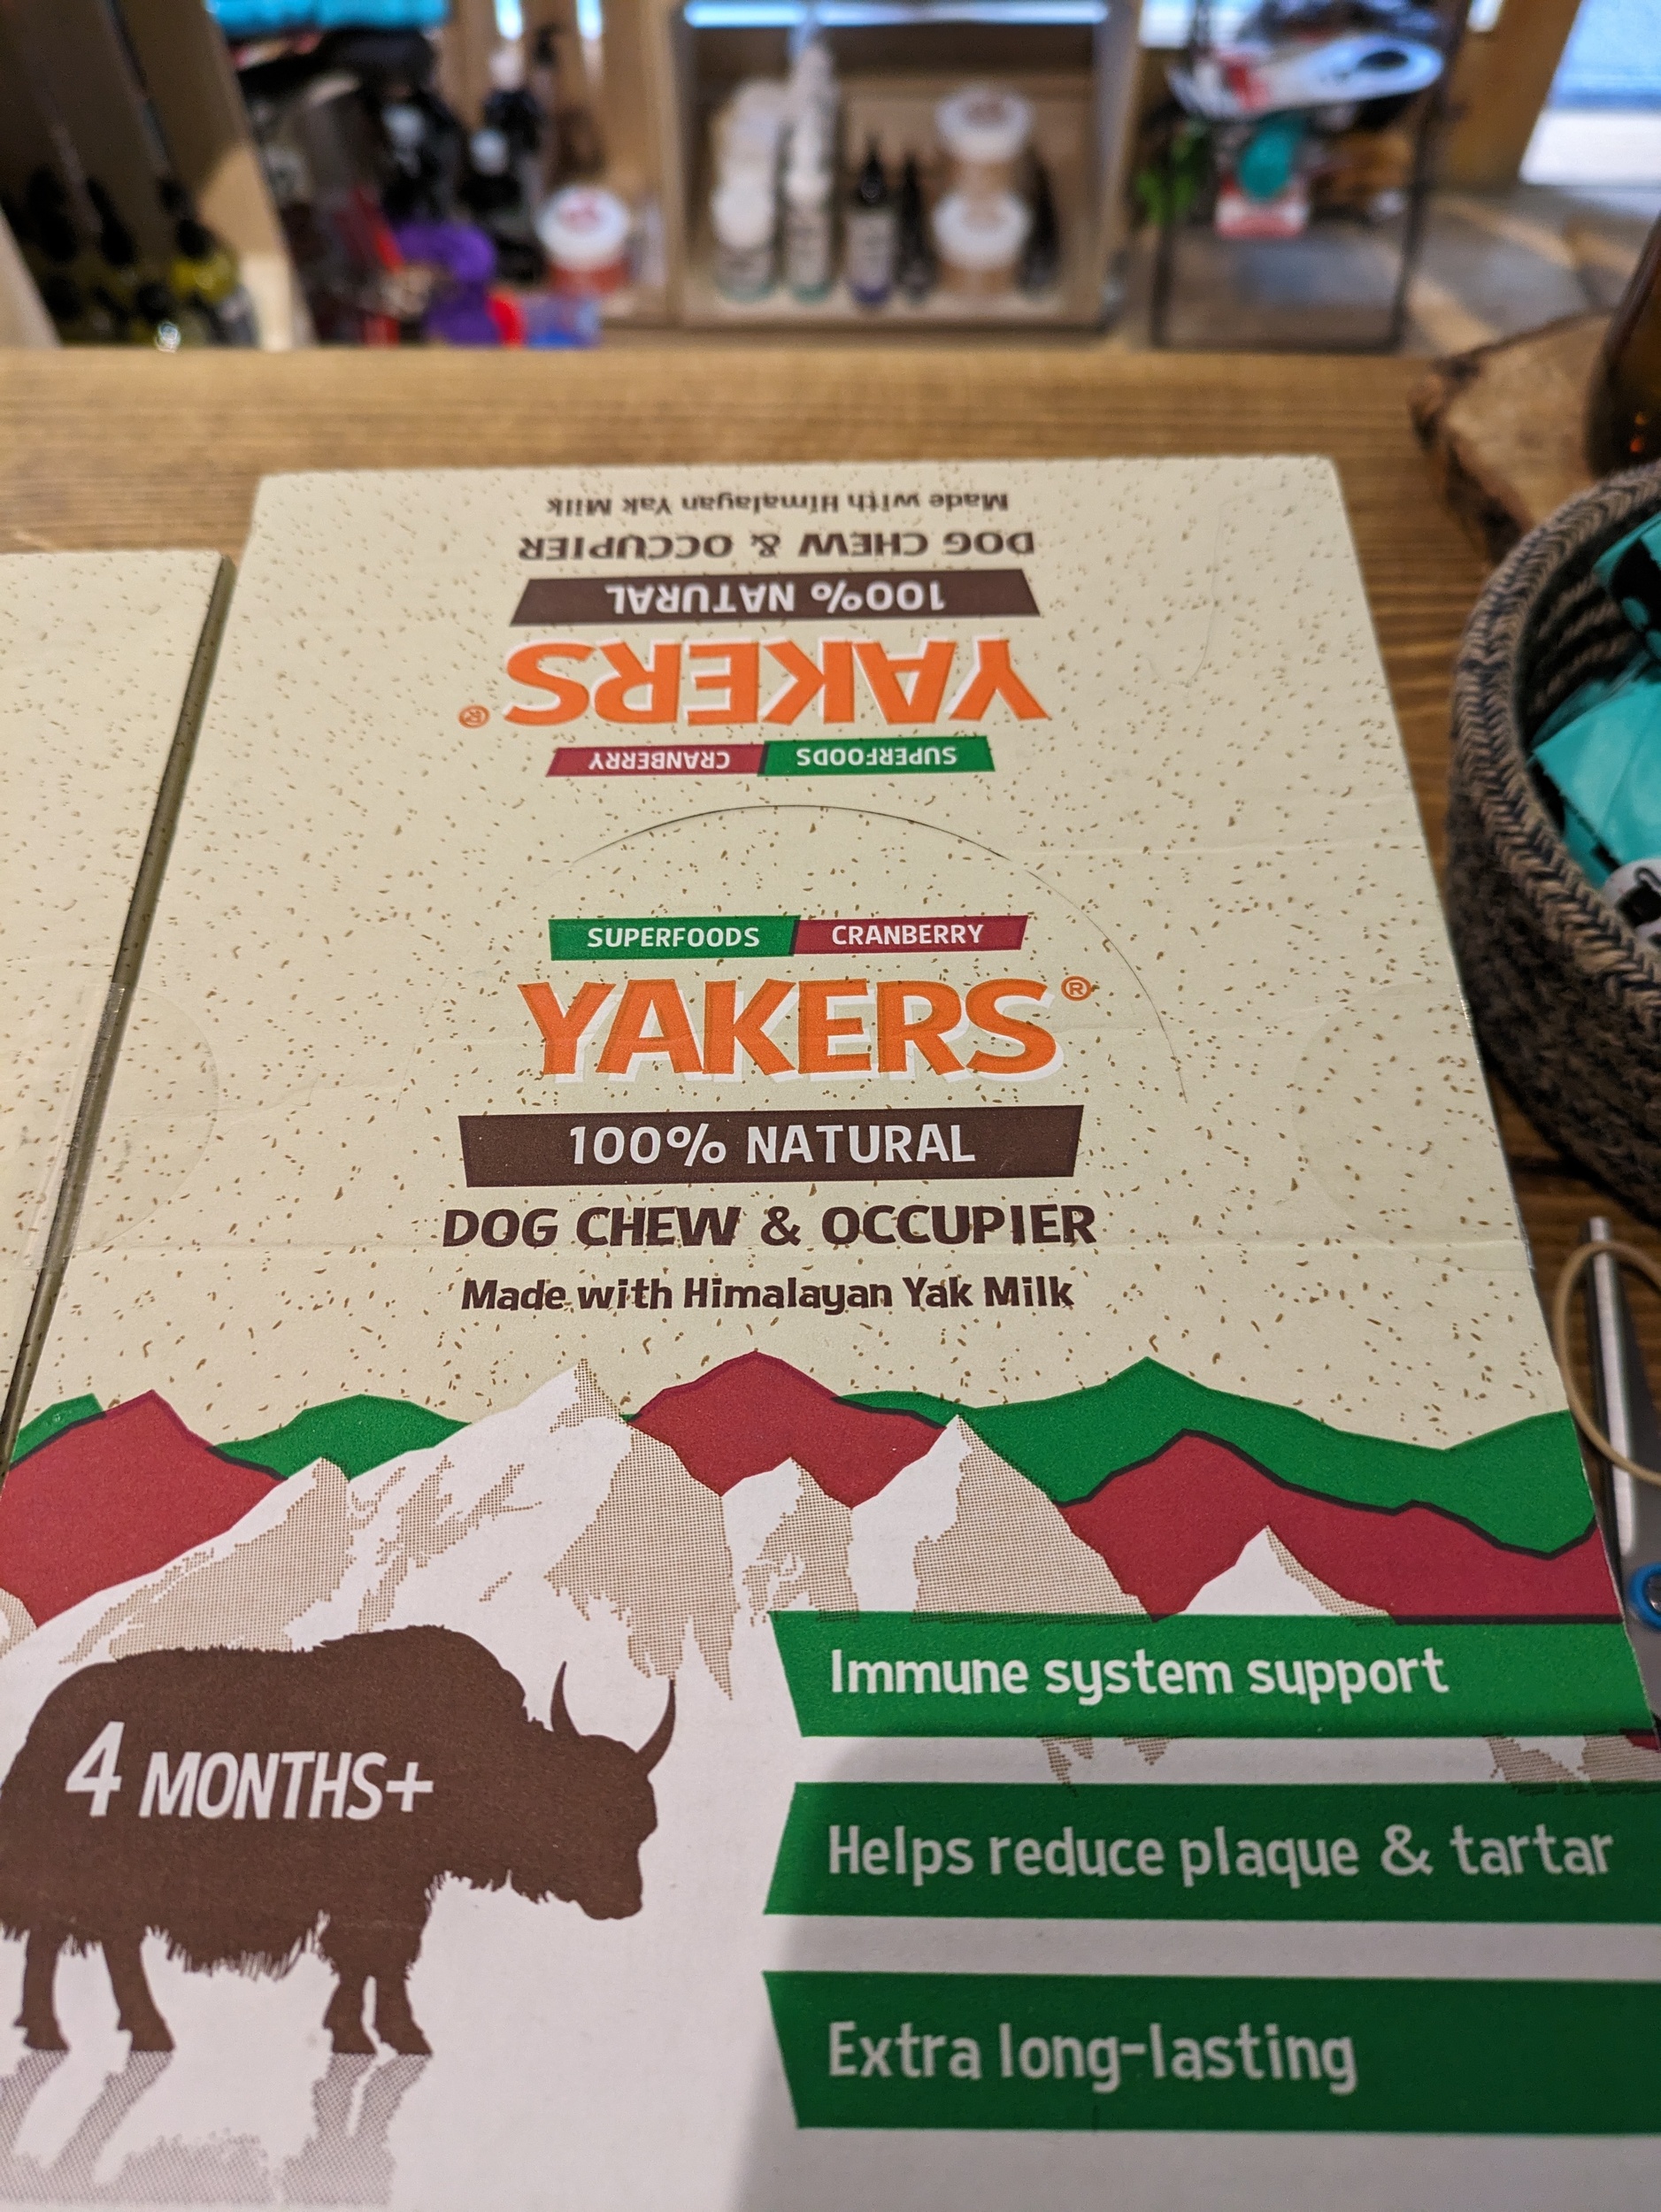 Made with Himalayan Yak Milk
DOG CHEW & OCCUPIER
100% NATURAL
YAKERS®
SUPERFOODS CRANBERRY
SUPERFOODS CRANBERRY
YAKERS®
100% NATURAL
DOG CHEW & OCCUPIER
Made with Himalayan Yak Milk
Immune system support
4 MONTHS+
Helps reduce plaque & tartar
Extra long-lasting